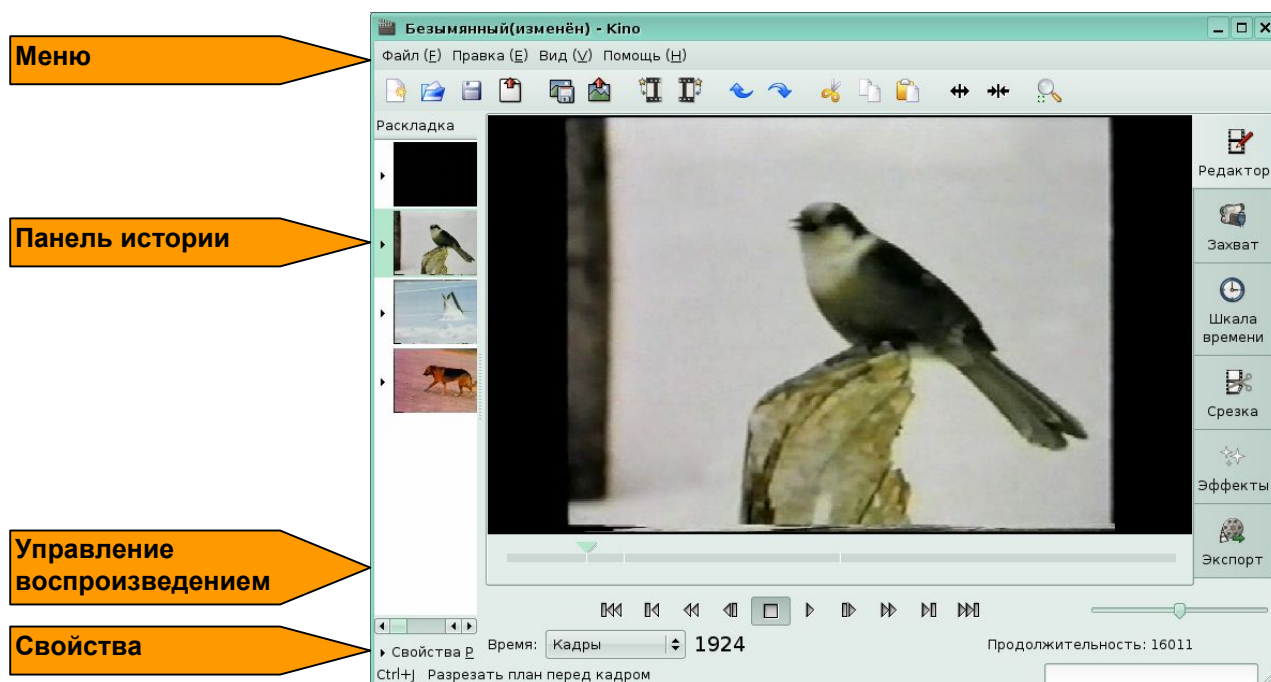 Безымянный(изменён) - Kino
Меню
Файл (F) Правка (E) Вид (V) Помощь (H)
Раскладка
Редактор
Панель истории
Захват
Шкала
времени
Срезка
Эффекты
Экспорт
Управление
воспроизведением
Свойства
Свойства P
Время: Кадры 1924 Продолжительность: 16011
Ctrl+J Разрезать план перед кадром